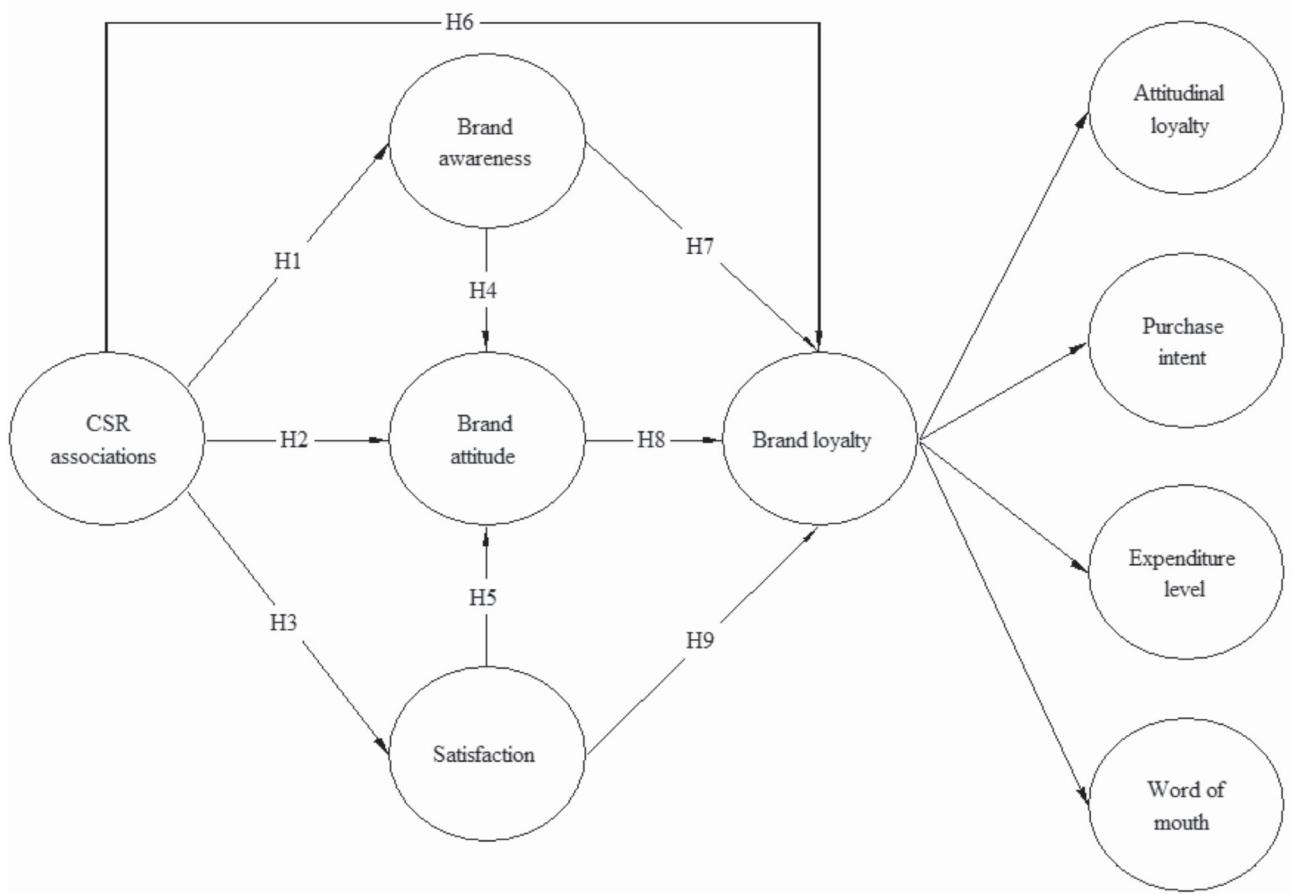 H6
Brand
awareness
Attitudinal
loyalty
H1
H7
H4
Purchase
intent
CSR
associations
H2
Brand
attitude
H8
Brand loyalty
H3
H5
H9
Expenditure
level
Satisfaction
Word of
mouth